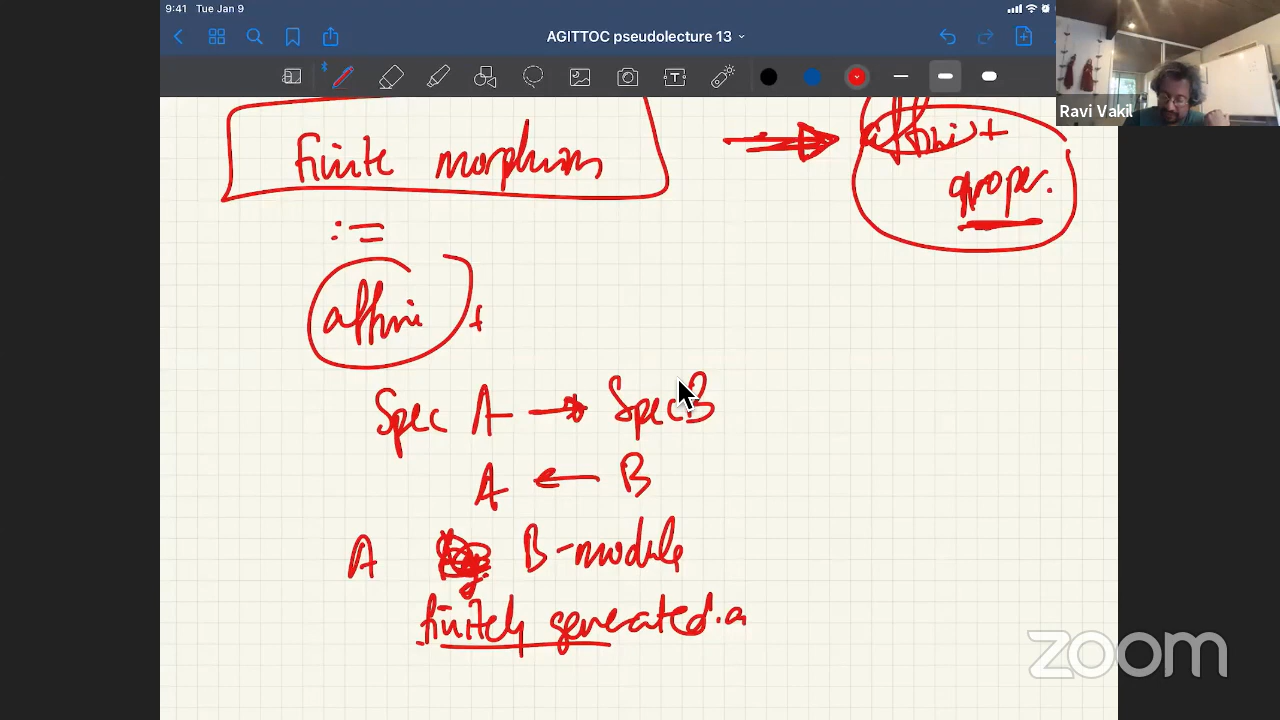 9:41 Tue Jan 9
AGITTOC pseudolecture 13
Ravi Vakil
finite morphism
affine +
proper.
:=
affine +
Spec A → Spec B
A ← B
A B-module
finitely generated. a
zoom